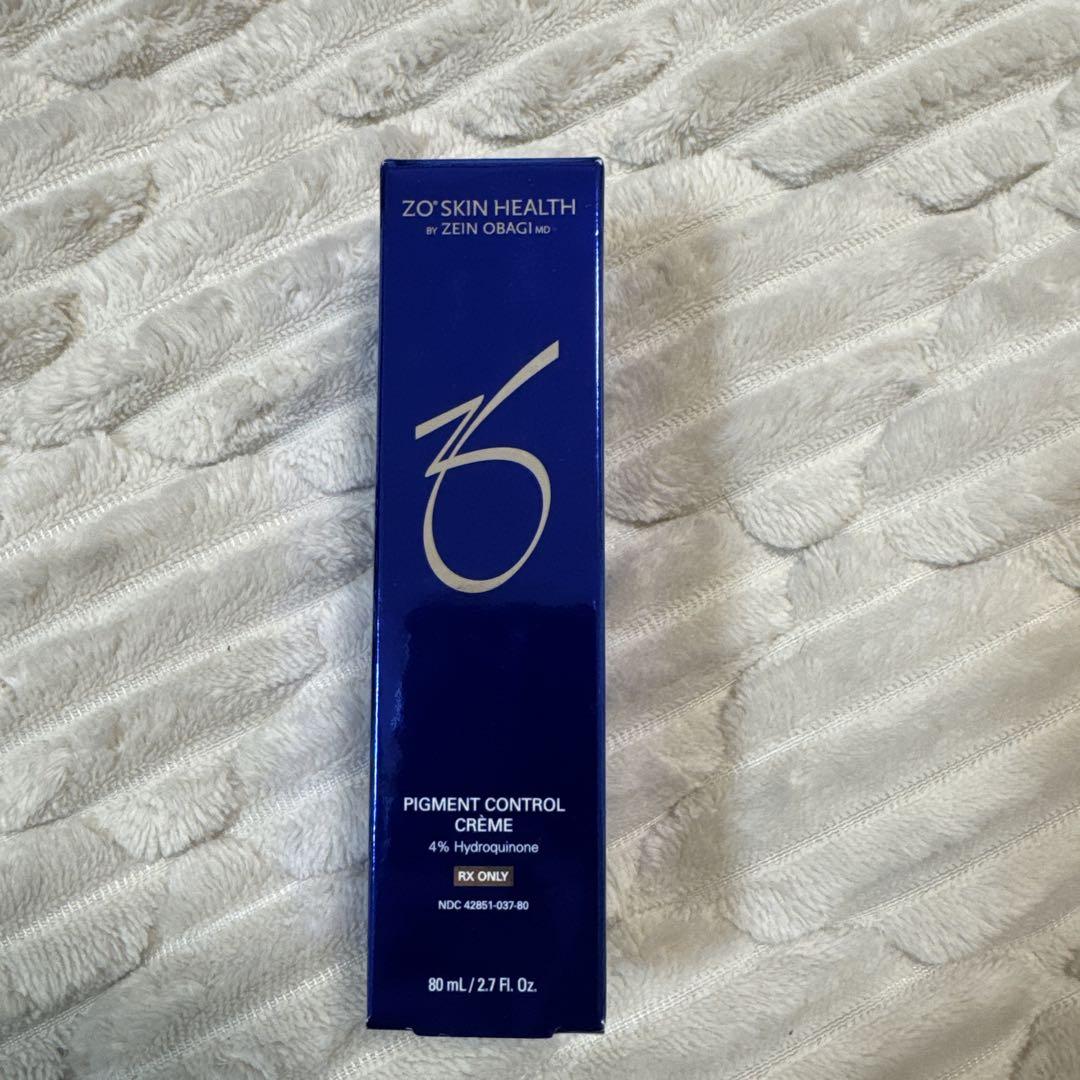 ZO® SKIN HEALTH
BY ZEIN OBAGI MD
ZO
PIGMENT CONTROL
CRÈME
4% Hydroquinone
RX ONLY
NDC 42851-037-80
80 mL / 2.7 Fl. Oz.